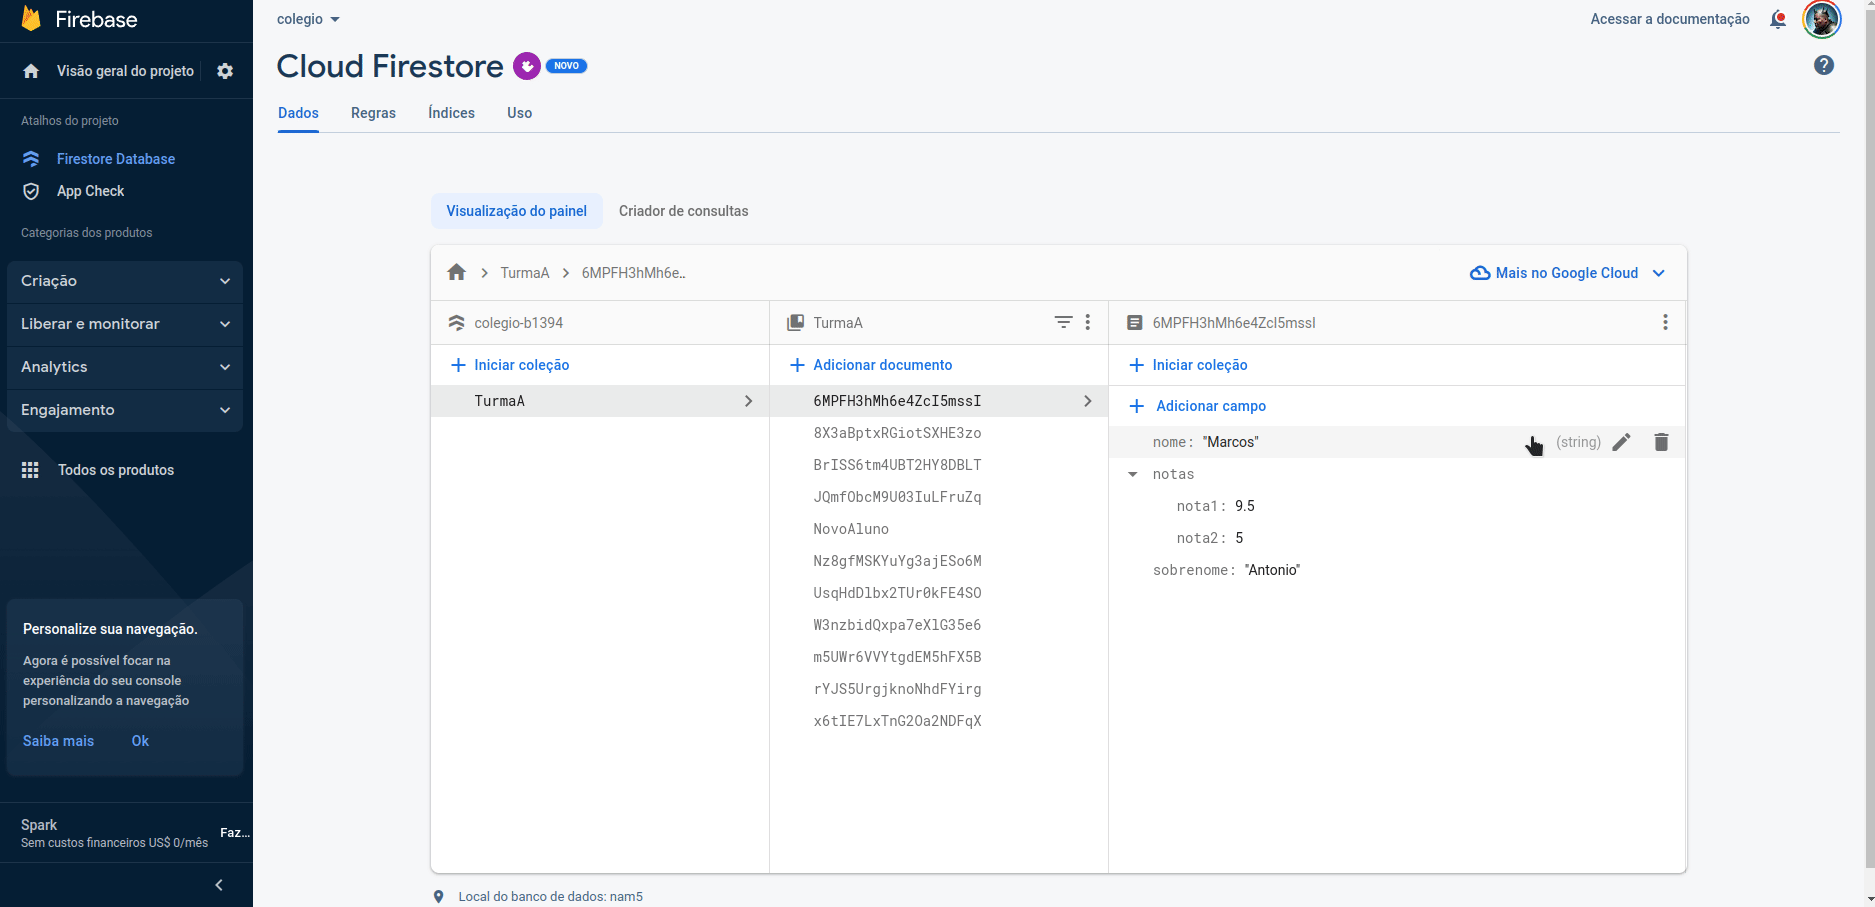 Firebase
Visão geral do projeto
Atalhos do projeto
Firestore Database
App Check
Categorias dos produtos
Criação
Liberar e monitorar
Analytics
Engajamento
Todos os produtos
Personalize sua navegação.
Agora é possível focar na
experiência do seu console
personalizando a navegação
Saiba mais Ok
Spark
Sem custos financeiros US$ 0/mês
Faz...
colegio
Acessar a documentação
Cloud Firestore NOVO
Dados Regras Índices Uso
Visualização do painel Criador de consultas
TurmaA 6MPFH3hMh6e..
Mais no Google Cloud
colegio-b1394
Iniciar coleção
TurmaA
TurmaA
Adicionar documento
6MPFH3hMh6e4ZcI5mssI
8X3aBptxRGiotSXHE3zo
BrISS6tm4UBT2HY8DBLT
JQmfObcM9U03IuLFruZq
NovoAluno
Nz8gfMSKYuYg3ajESo6M
UsqHdDlbx2TUr0kFE4SO
W3nzbidQxpa7eXlG35e6
m5UWr6VVYtgdEM5hFX5B
rYJS5UrgjknoNhdFYirg
x6tIE7LxTnG2Oa2NDFqX
6MPFH3hMh6e4ZcI5mssI
Iniciar coleção
Adicionar campo
nome: "Marcos" (string)
notas
nota1: 9.5
nota2: 5
sobrenome: "Antonio"
Local do banco de dados: nam5